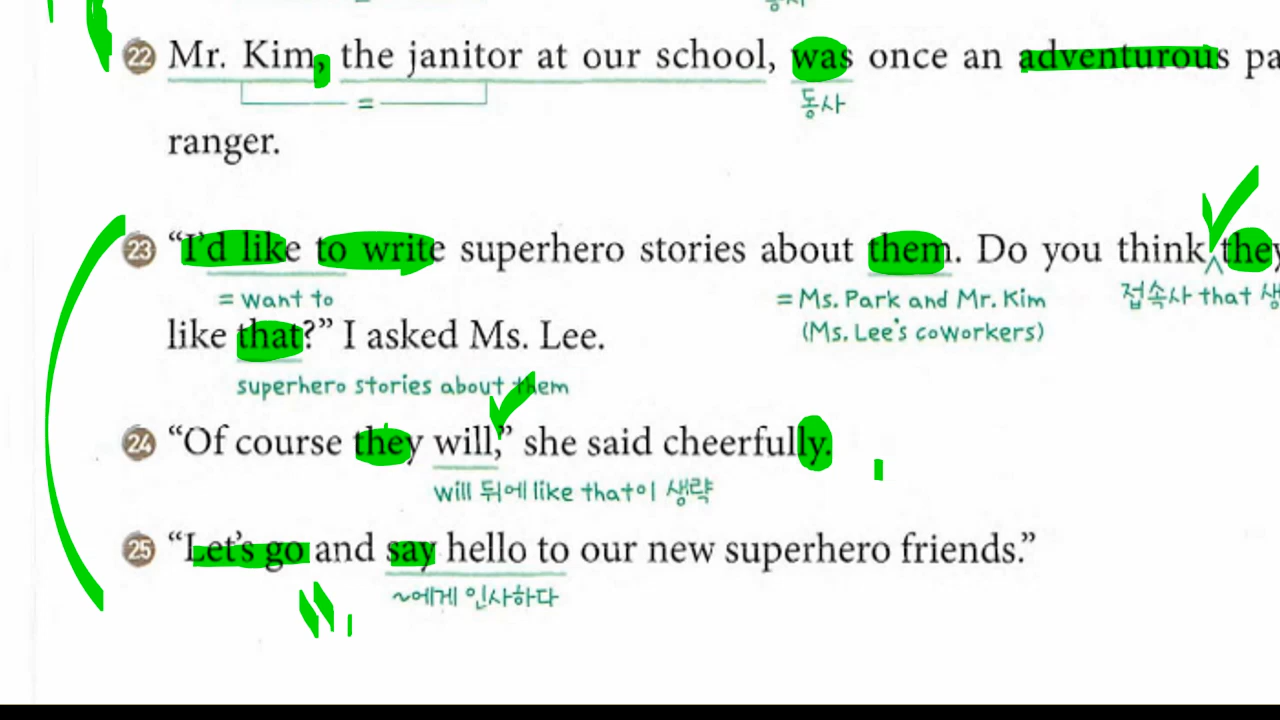 동사
22 Mr. Kim, the janitor at our school, was once an adventurous pa
=
동사
ranger.
23 “I’d like to write superhero stories about them. Do you think they
= want to
= Ms. Park and Mr. Kim
접속사 that 생
(Ms. Lee's coworkers)
like that?” I asked Ms. Lee.
superhero stories about them
24 “Of course they will,” she said cheerfully.
will 뒤에 like that이 생략
25 “Let’s go and say hello to our new superhero friends.”
~에게 인사하다